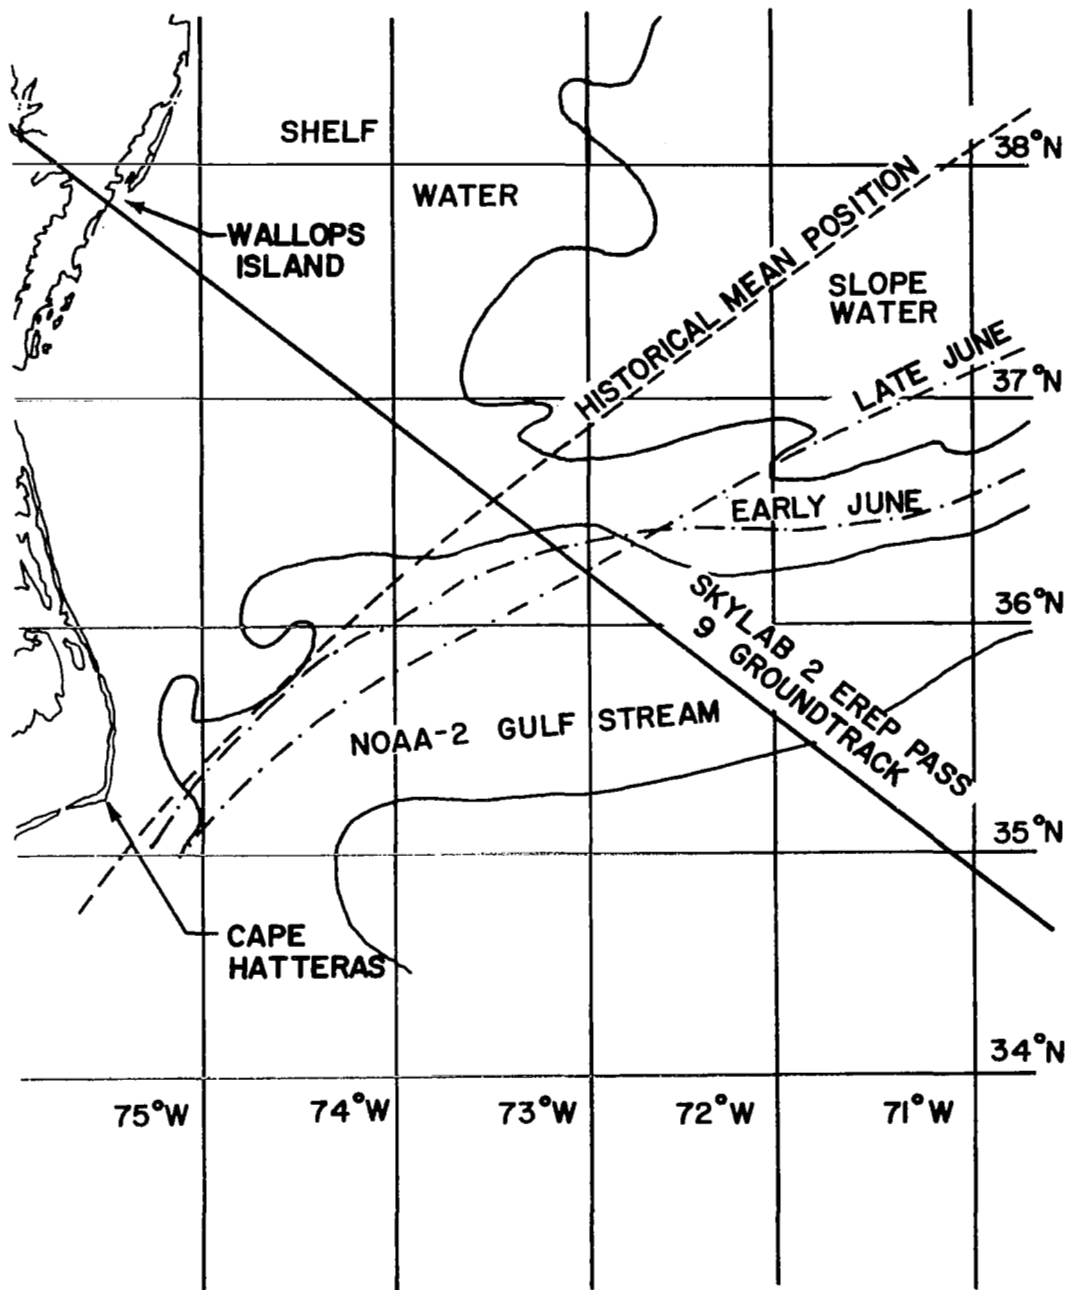 SHELF
38°N
WATER
WALLOPS
ISLAND
HISTORICAL MEAN POSITION
SLOPE
WATER
LATE JUNE
37°N
EARLY JUNE
36°N
SKYLAB 2 EREP PASS
9 GROUNDTRACK
NOAA-2 GULF STREAM
35°N
CAPE
HATTERAS
34°N
75°W 74°W 73°W 72°W 71°W